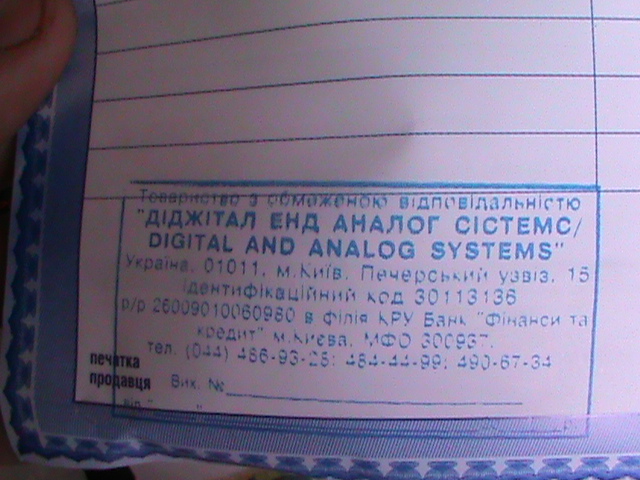 Товариство з обмеженою відповідальністю
"ДІДЖІТАЛ ЕНД АНАЛОГ СІСТЕМС/
DIGITAL AND ANALOG SYSTEMS"
Україна, 01011, м.Київ, Печерський узвіз, 15
ідентифікаційний код 30113136
р/р 26009010060980 в Філія КРУ Банк "Фінанси та
кредит" м.Києва, МФО 300937,
тел. (044) 466-93-25; 464-44-99; 490-67-34
печатка
продавця
Вих. №
від " "